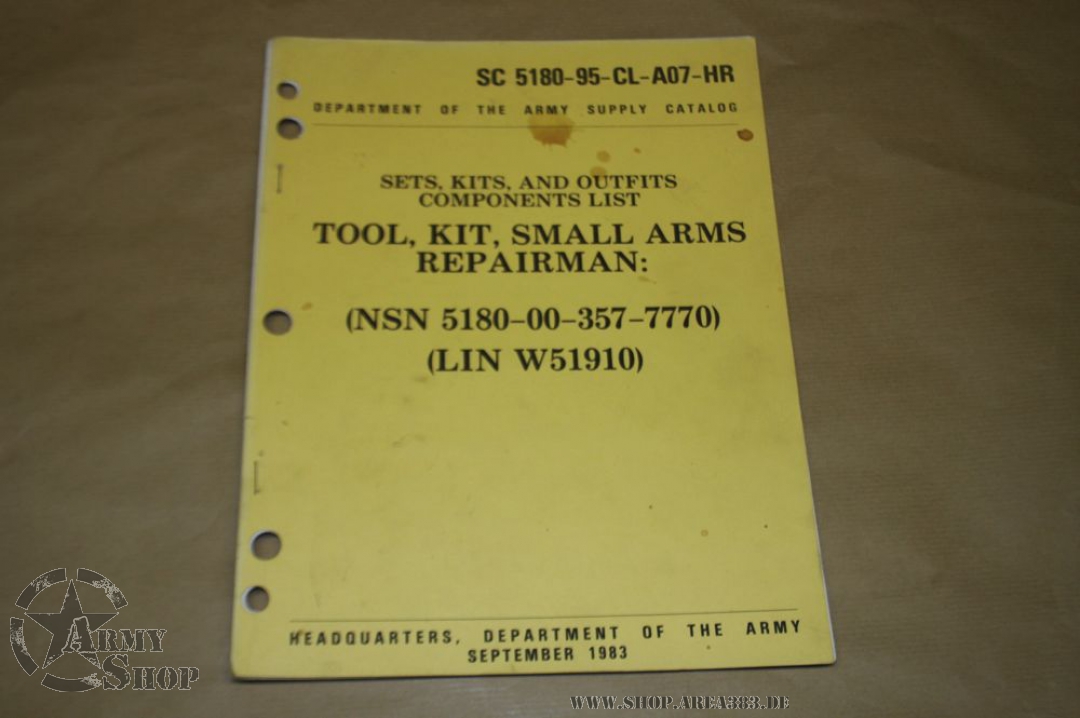 SC 5180-95-CL-A07-HR
DEPARTMENT OF THE ARMY SUPPLY CATALOG
SETS, KITS, AND OUTFITS
COMPONENTS LIST
TOOL, KIT, SMALL ARMS
REPAIRMAN:
(NSN 5180-00-357-7770)
(LIN W51910)
HEADQUARTERS, DEPARTMENT OF THE ARMY
SEPTEMBER 1983
ARMY
SHOP
WWW.SHOP.AREA383.DE